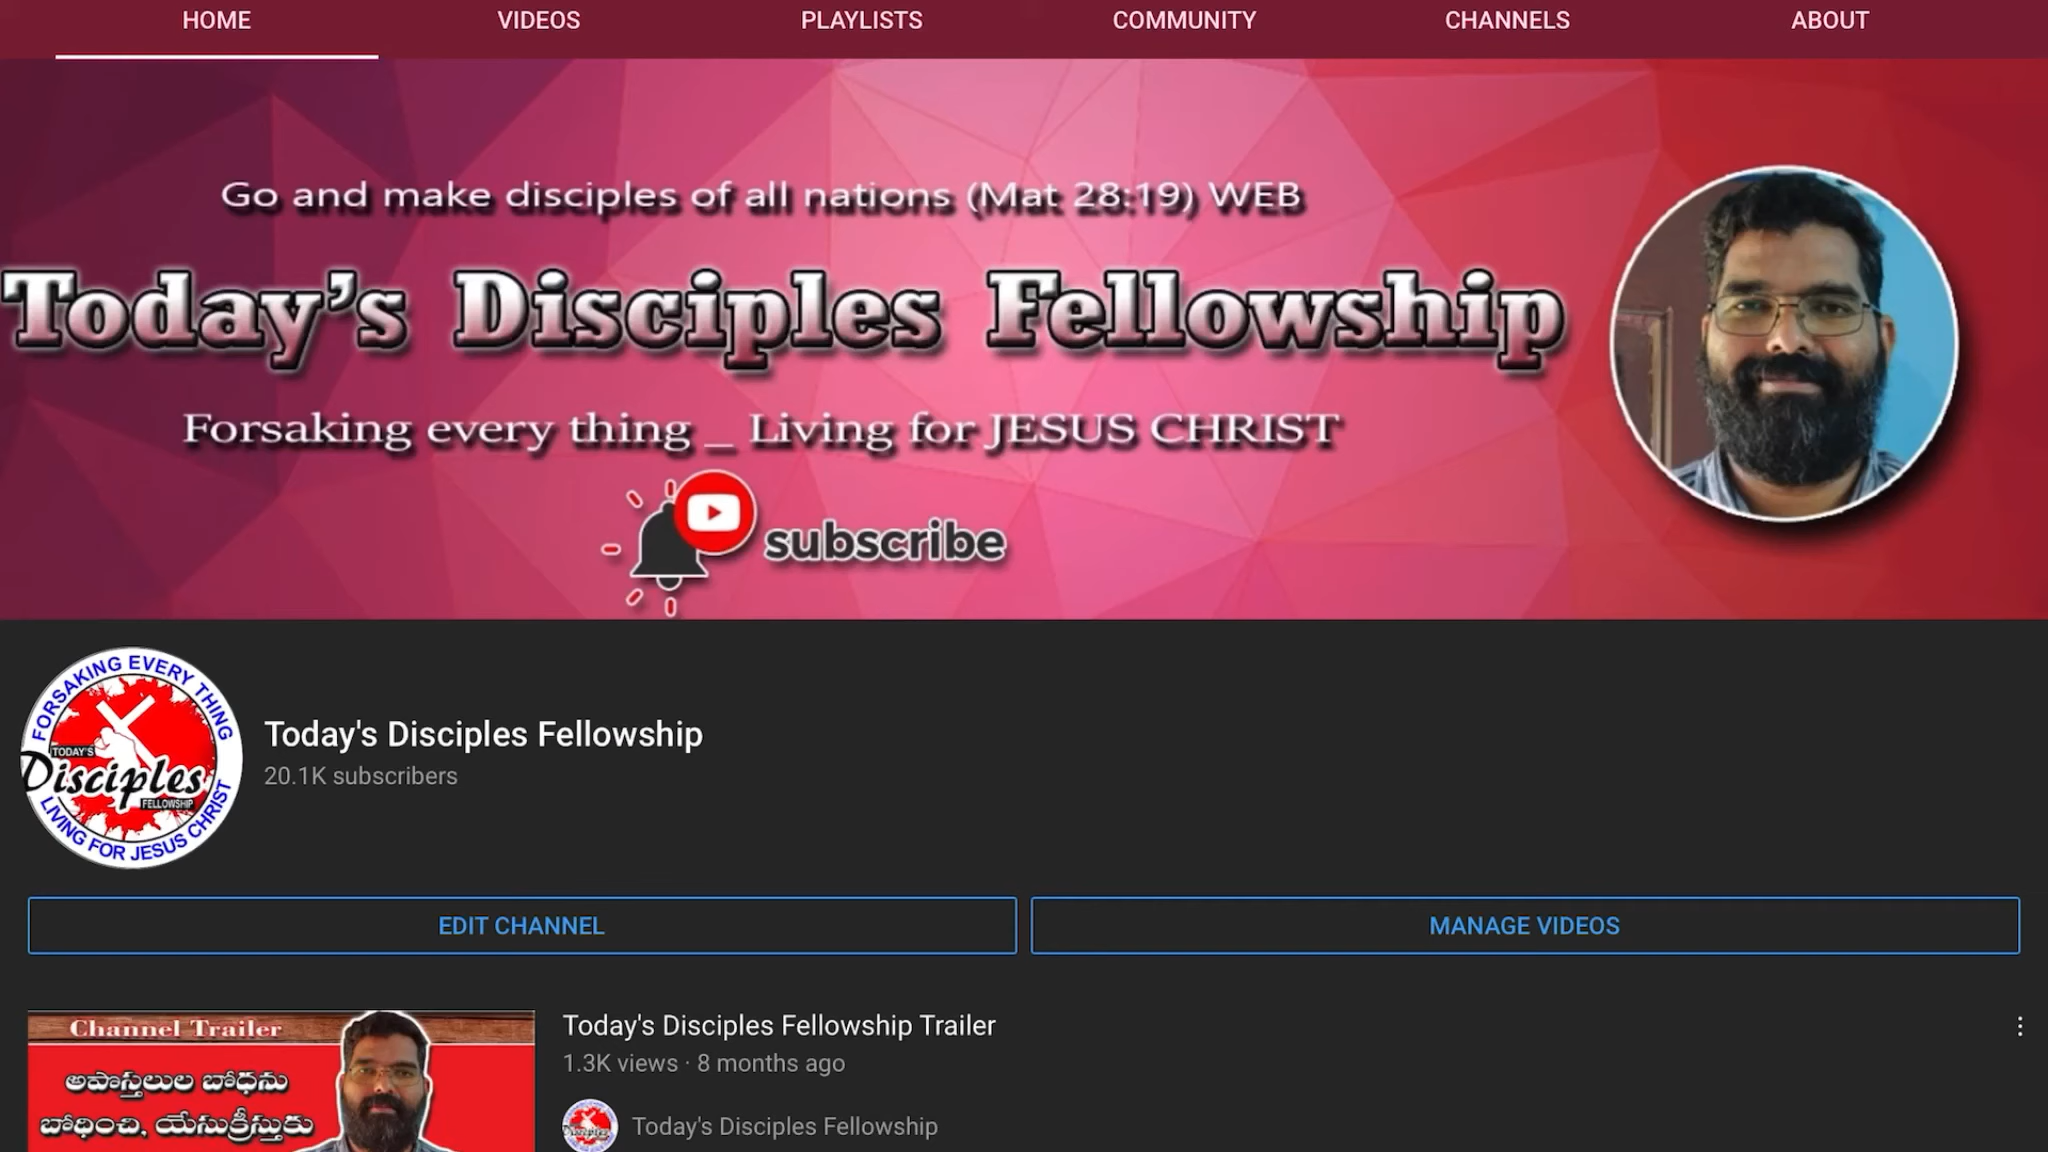 HOME VIDEOS PLAYLISTS COMMUNITY CHANNELS ABOUT
Go and make disciples of all nations (Mat 28:19) WEB
Today's Disciples Fellowship
Forsaking every thing _ Living for JESUS CHRIST
subscribe
FORSAKING EVERY THING
TODAY'S
Disciples
FELLOWSHIP
LIVING FOR JESUS CHRIST
Today's Disciples Fellowship
20.1K subscribers
EDIT CHANNEL MANAGE VIDEOS
Channel Trailer
అపొస్తలుల బోధను
బోధించి, యేసుక్రీస్తుకు
Today's Disciples Fellowship Trailer
1.3K views · 8 months ago
Today's Disciples Fellowship